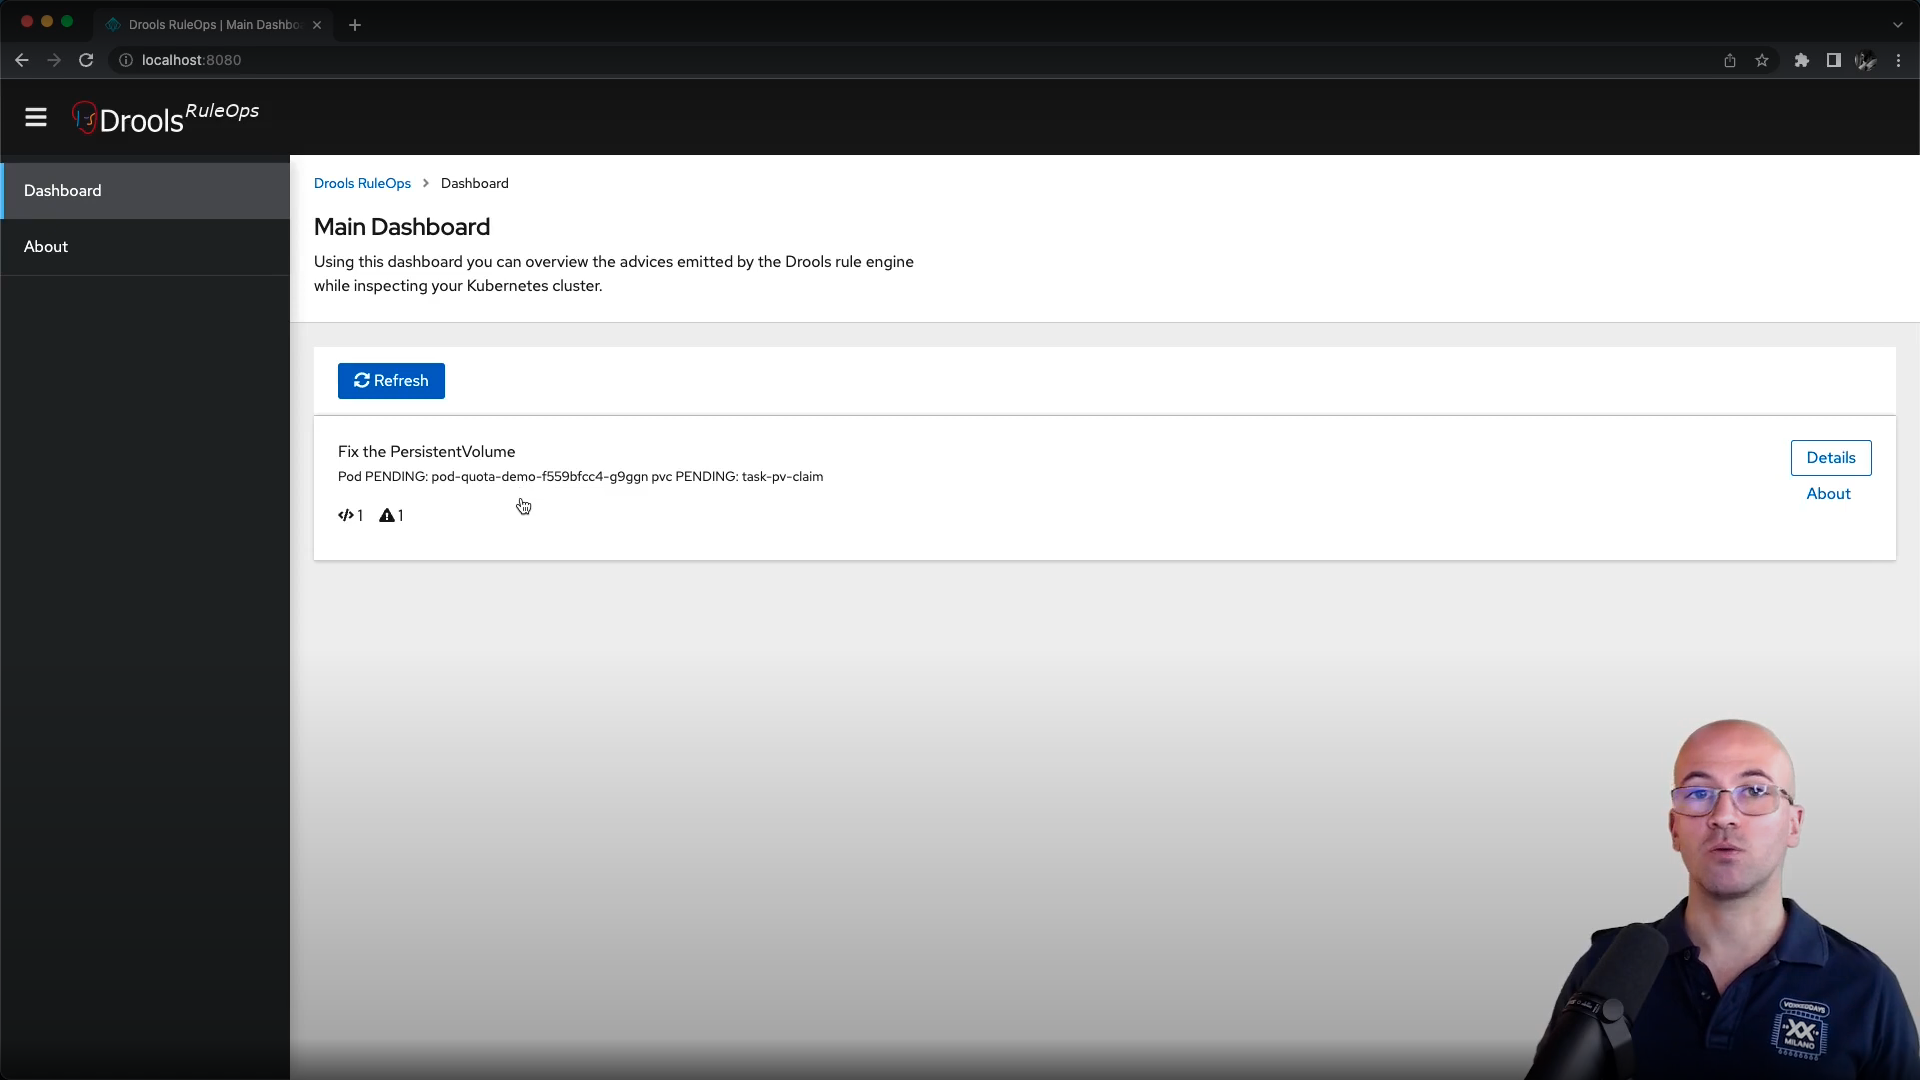 Drools RuleOps | Main Dashbo
localhost:8080
Drools RuleOps
Dashboard
About
Drools RuleOps > Dashboard
Main Dashboard
Using this dashboard you can overview the advices emitted by the Drools rule engine
while inspecting your Kubernetes cluster.
Refresh
Fix the PersistentVolume
Pod PENDING: pod-quota-demo-f559bfcc4-g9ggn pvc PENDING: task-pv-claim
Details
About
</> 1 1
VOXXEDDAYS
XX
MILANO